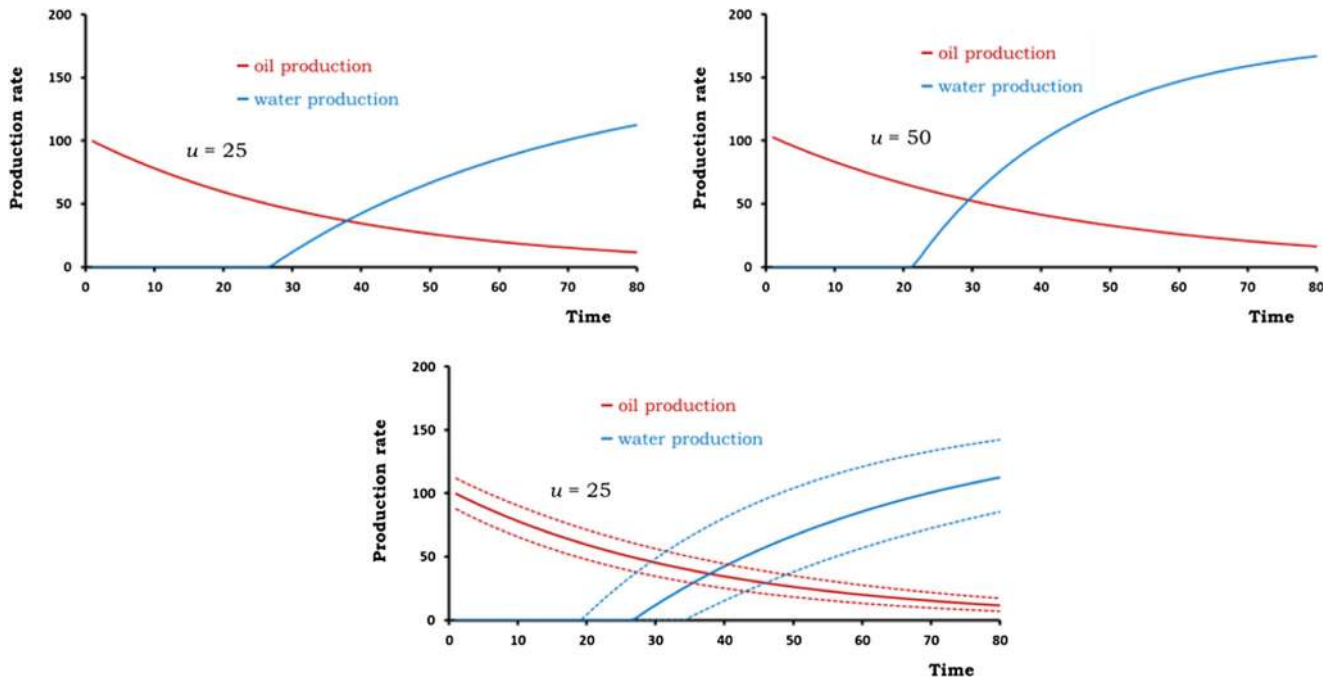 200
150
100
50
0
Production rate
oil production
water production
u = 25
0 10 20 30 40 50 60 70 80
Time
200
150
100
50
0
Production rate
oil production
water production
u = 50
0 10 20 30 40 50 60 70 80
Time
200
150
100
50
0
Production rate
oil production
water production
u = 25
0 10 20 30 40 50 60 70 80
Time